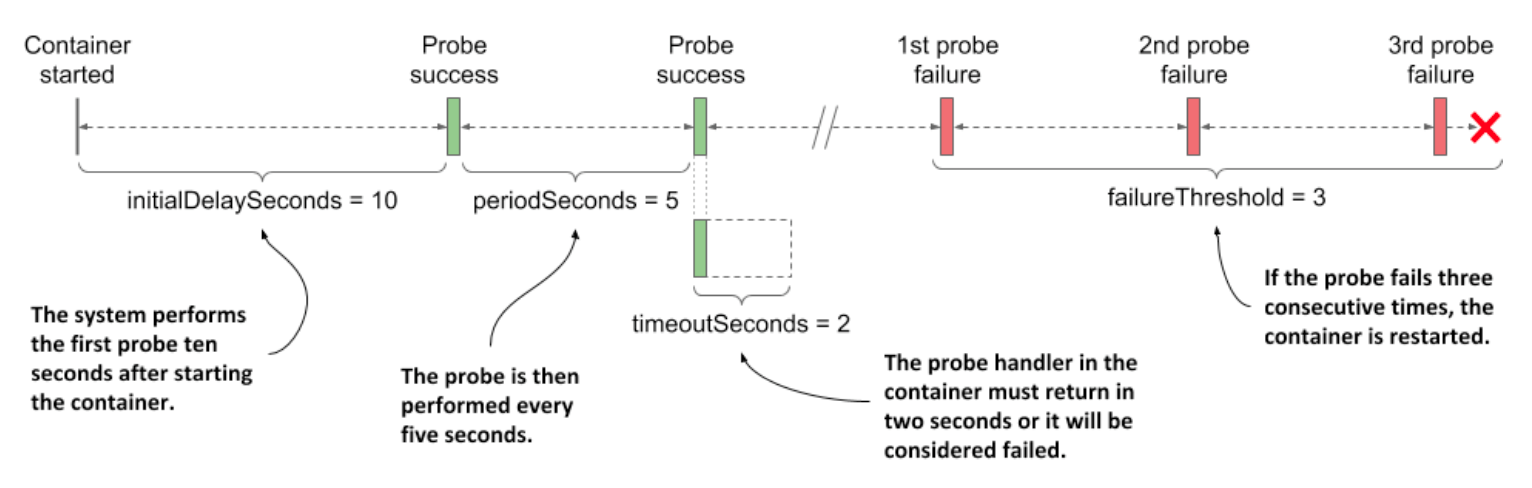 Container
started
Probe
success
Probe
success
1st probe
failure
2nd probe
failure
3rd probe
failure
initialDelaySeconds = 10
periodSeconds = 5
failureThreshold = 3
timeoutSeconds = 2
The system performs
the first probe ten
seconds after starting
the container.
The probe is then
performed every
five seconds.
The probe handler in the
container must return in
two seconds or it will be
considered failed.
If the probe fails three
consecutive times, the
container is restarted.